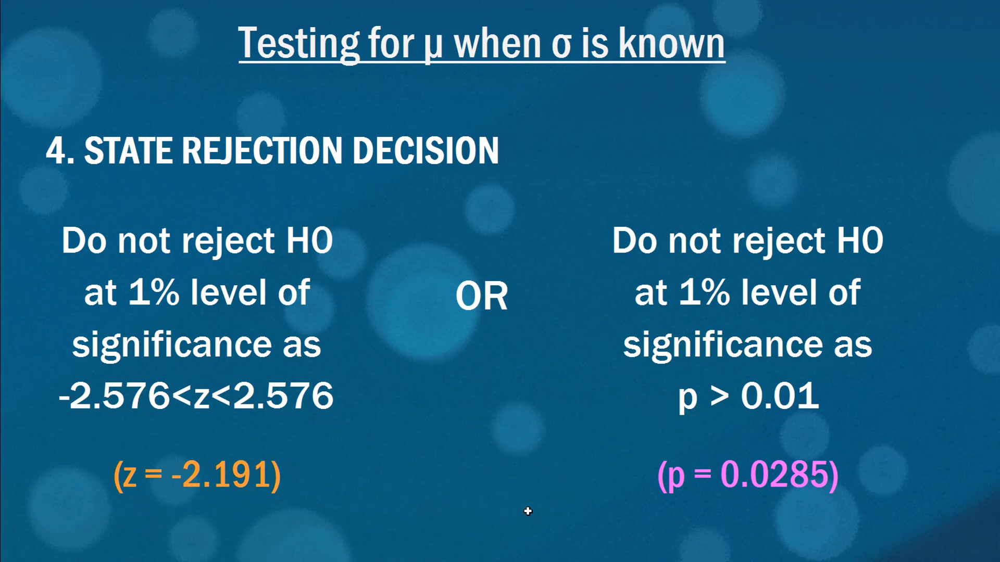 Testing for µ when σ is known
4. STATE REJECTION DECISION
Do not reject H0
at 1% level of
significance as
-2.576<z<2.576
(z = -2.191)
OR
Do not reject H0
at 1% level of
significance as
p > 0.01
(p = 0.0285)